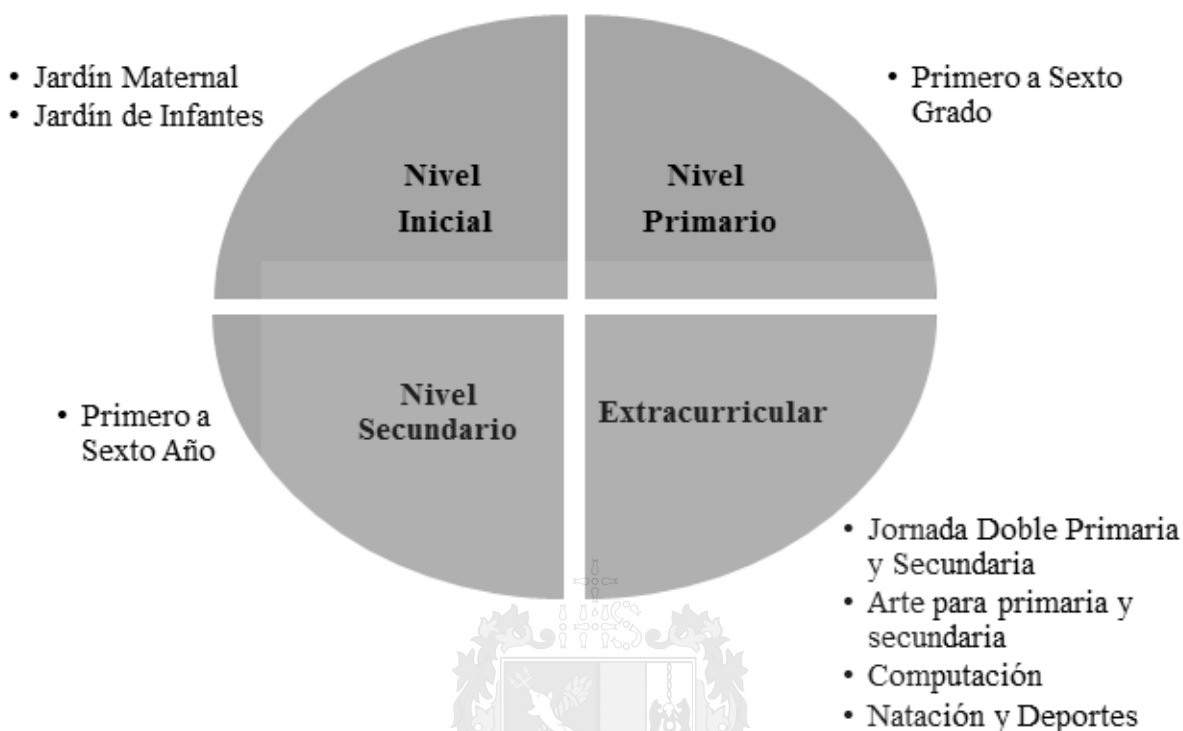 • Jardín Maternal
• Jardín de Infantes
Nivel
Inicial
• Primero a Sexto
Grado
Nivel
Primario
• Primero a
Sexto Año
Nivel
Secundario
Extracurricular
• Jornada Doble Primaria
y Secundaria
• Arte para primaria y
secundaria
• Computación
• Natación y Deportes
IHS